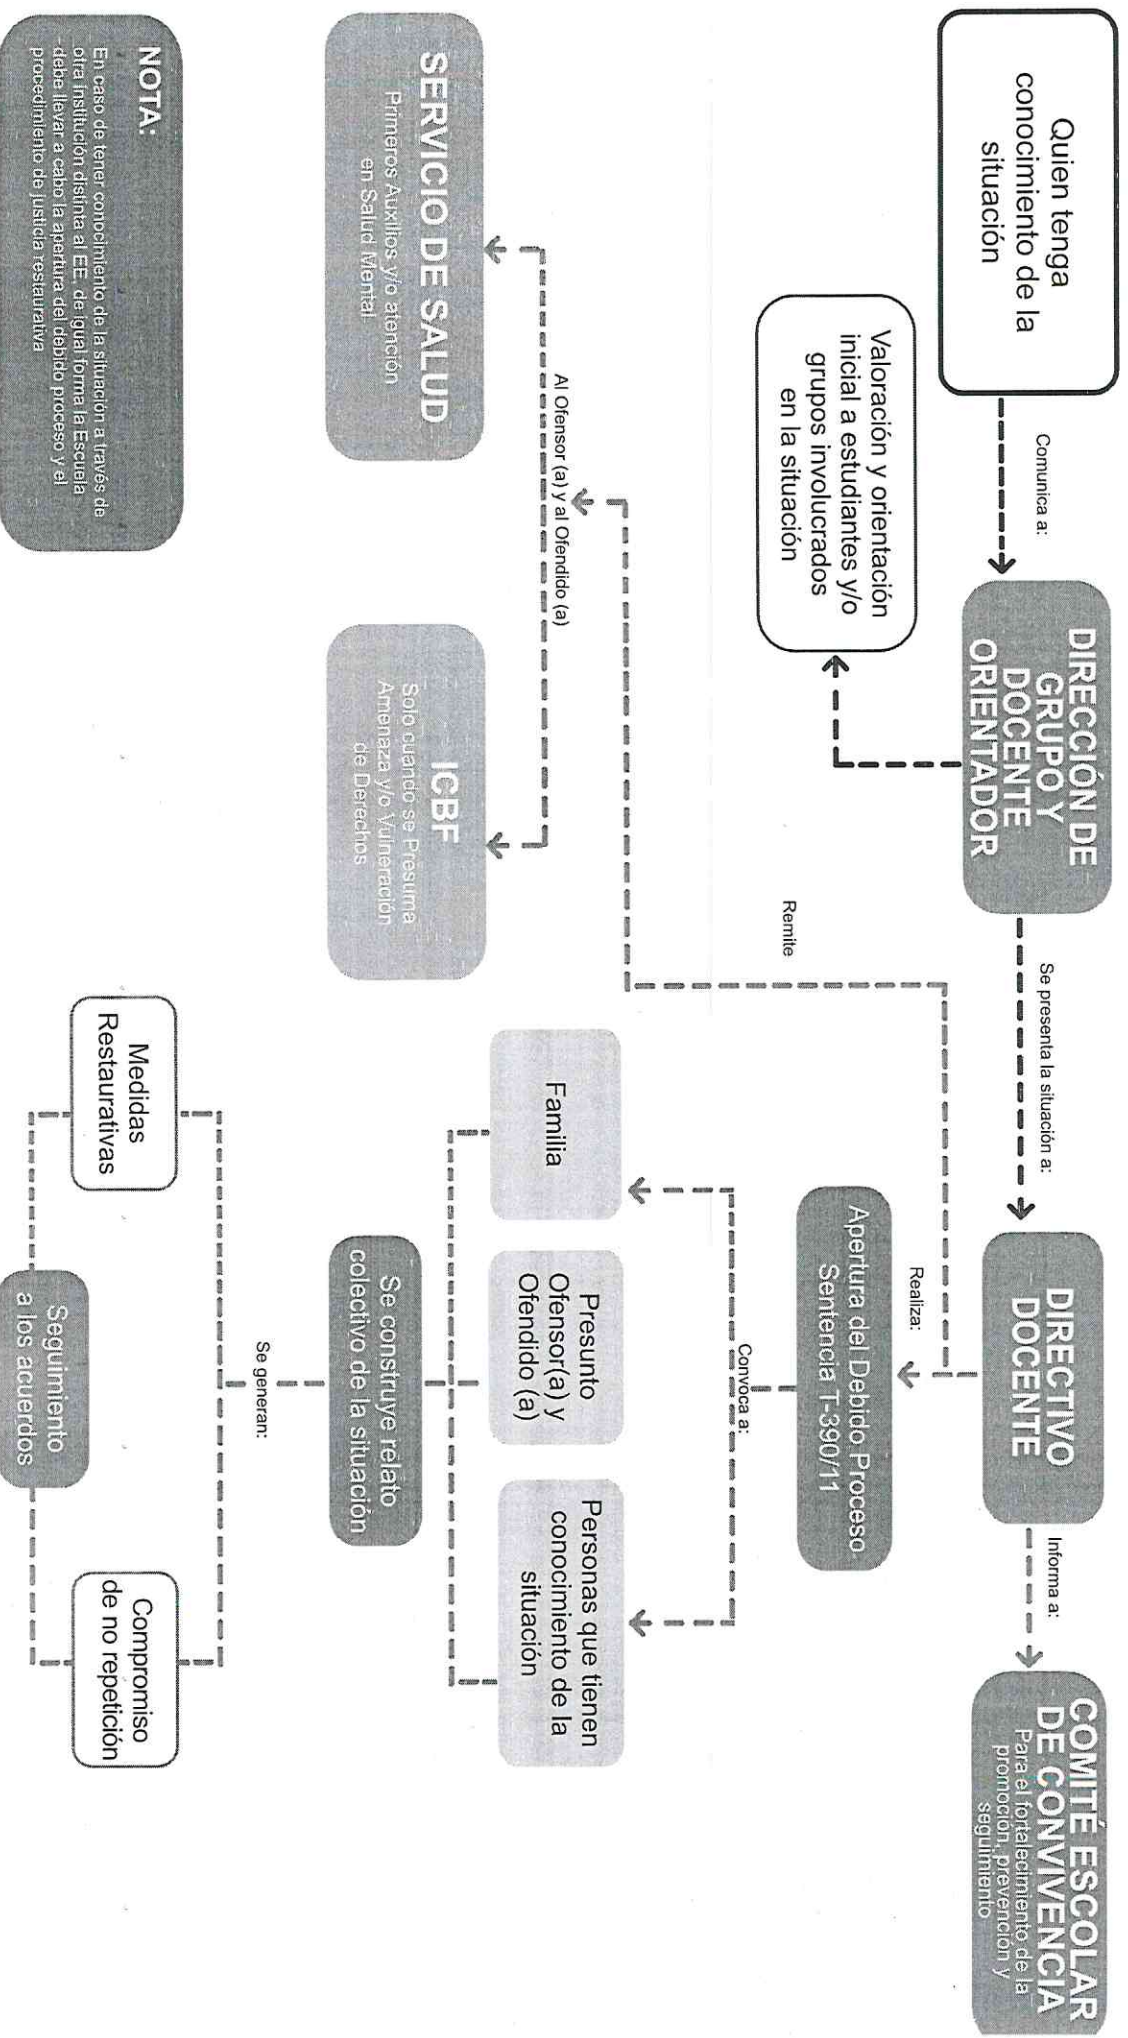 Quien tenga
conocimiento de la
situación
Comunica a:
DIRECCIÓN DE
GRUPO Y
DOCENTE
ORIENTADOR
Se presenta la situación a:
DIRECTIVO
DOCENTE
Informa a:
COMITÉ ESCOLAR
DE CONVIVENCIA
Para el fortalecimiento de la
promoción, prevención y
seguimiento
Valoración y orientación
inicial a estudiantes y/o
grupos involucrados
en la situación
Remite
Realiza:
Apertura del Debido Proceso
Sentencia T-390/11
Convoca a:
Al Ofensor (a) y al Ofendido (a)
SERVICIO DE SALUD
Primeros Auxilios y/o atención
en Salud Mental
ICBF
Solo cuando se Presuma
Amenaza y/o Vulneración
de Derechos
Familia
Presunto
Ofensor(a) y
Ofendido (a)
Personas que tienen
conocimiento de la
situación
Se construye relato
colectivo de la situación
Se generan:
Medidas
Restaurativas
Compromiso
de no repetición
Seguimiento
a los acuerdos
NOTA:
En caso de tener conocimiento de la situación a través de
otra institución distinta al EE, de igual forma la Escuela
debe llevar a cabo la apertura del debido proceso y el
procedimiento de justicia restaurativa